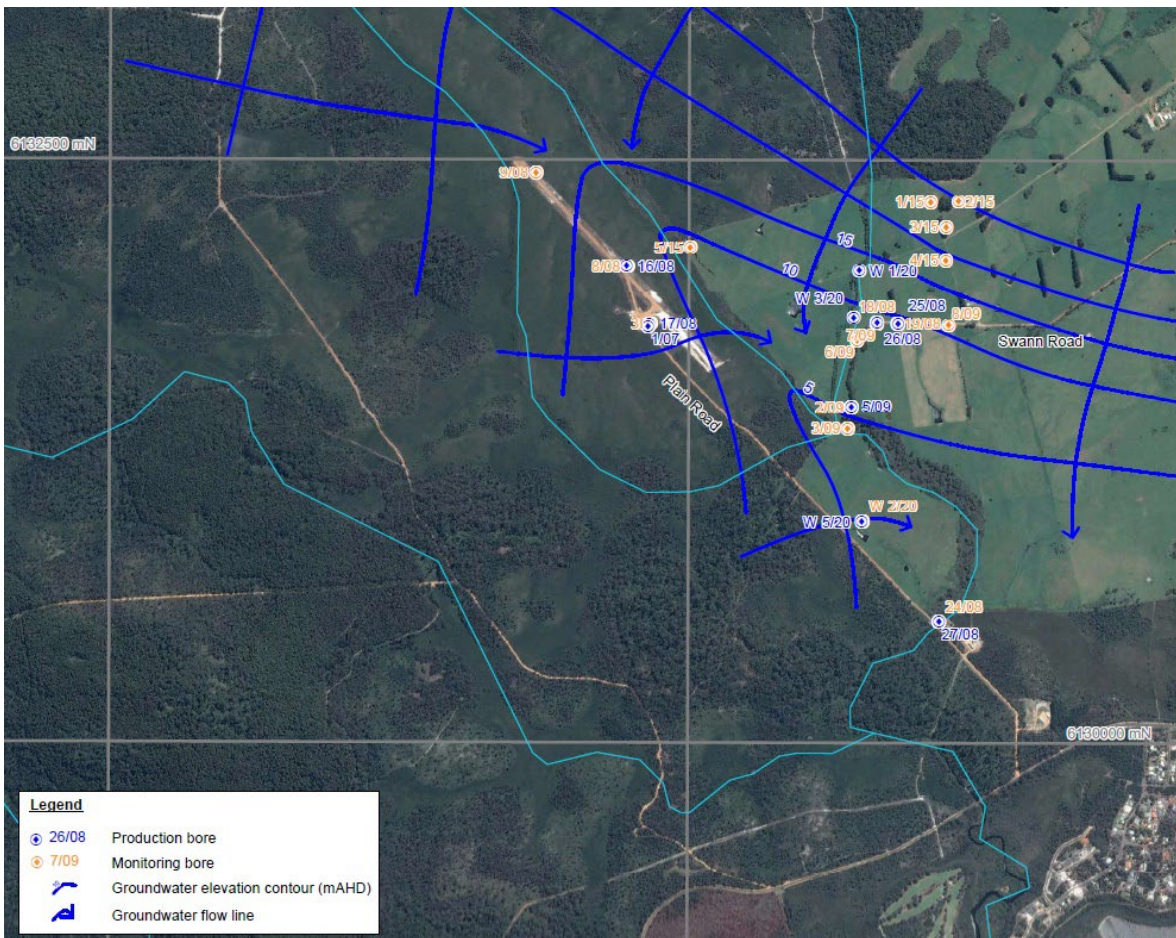 6132500 mN
9/08
1/15
2/15
3/15
5/15
15
4/15
8/38
16/08
10
W 1/20
W 3/20
18/08
25/08
17/08
19/08
8/09
1/07
7/09
26/08
Swann Road
6/09
Plain Road
5
2/09
5/09
3/09
W 2/20
W 5/20
24/08
27/08
6130000 mN
Legend
26/08 Production bore
7/09 Monitoring bore
Groundwater elevation contour (mAHD)
Groundwater flow line